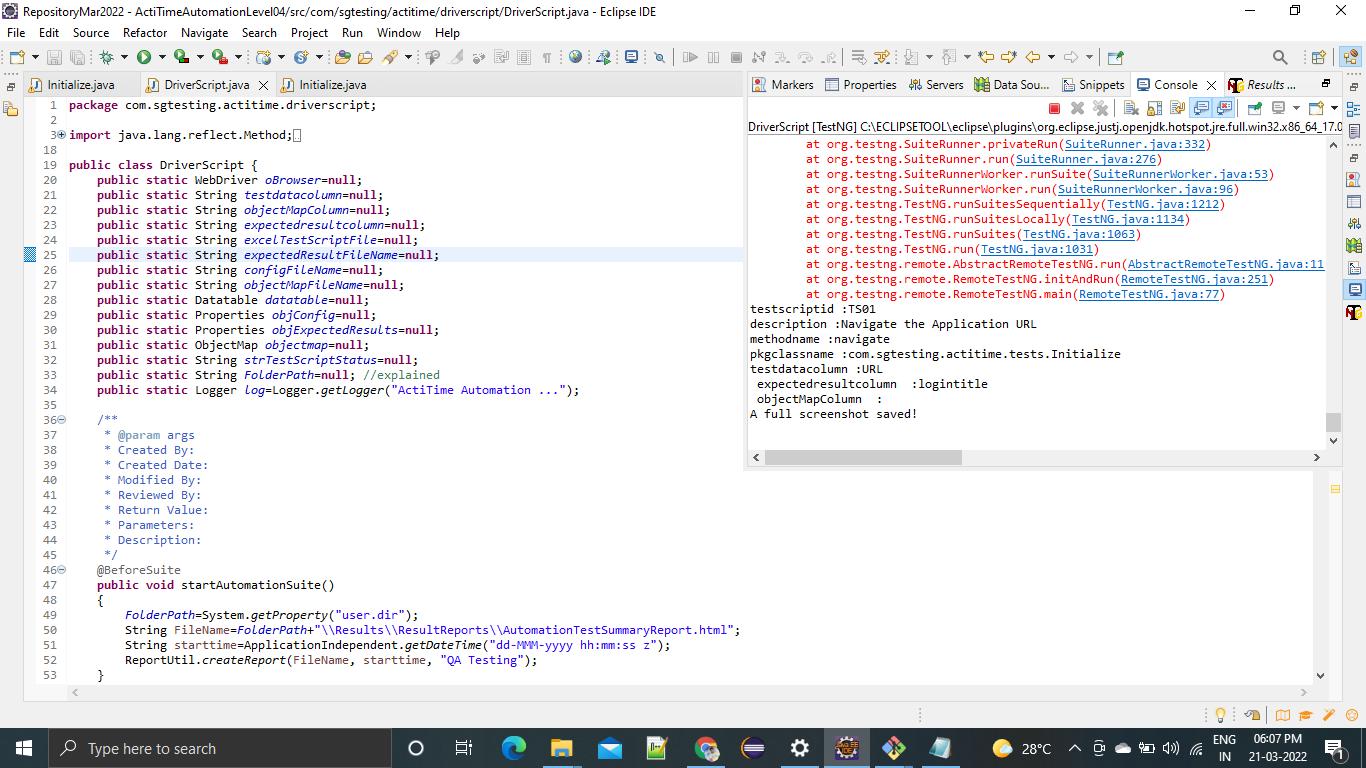 RepositoryMar2022 - ActiTimeAutomationLevel04/src/com/sgtesting/actitime/driverscript/DriverScript.java - Eclipse IDE
File Edit Source Refactor Navigate Search Project Run Window Help
Initialize.java DriverScript.java Initialize.java
1 package com.sgtesting.actitime.driverscript;
2
3 import java.lang.reflect.Method;
18
19 public class DriverScript {
20 public static WebDriver oBrowser=null;
21 public static String testdatacolumn=null;
22 public static String objectMapColumn=null;
23 public static String expectedresultcolumn=null;
24 public static String excelTestScriptFile=null;
25 public static String expectedResultFileName=null;
26 public static String configFileName=null;
27 public static String objectMapFileName=null;
28 public static Datatable datatable=null;
29 public static Properties objConfig=null;
30 public static Properties objExpectedResults=null;
31 public static ObjectMap objectmap=null;
32 public static String strTestScriptStatus=null;
33 public static String FolderPath=null; //explained
34 public static Logger log=Logger.getLogger("ActiTime Automation ...");
35
36 /**
37 * @param args
38 * Created By:
39 * Created Date:
40 * Modified By:
41 * Reviewed By:
42 * Return Value:
43 * Parameters:
44 * Description:
45 */
46 @BeforeSuite
47 public void startAutomationSuite()
48 {
49 FolderPath=System.getProperty("user.dir");
50 String FileName=FolderPath+"\\Results\\ResultReports\\AutomationTestSummaryReport.html";
51 String starttime=ApplicationIndependent.getDateTime("dd-MMM-yyyy hh:mm:ss z");
52 ReportUtil.createReport(FileName, starttime, "QA Testing");
53 }
Markers Properties Servers Data Sou... Snippets Console Results ...
DriverScript [TestNG] C:\ECLIPSETOOL\eclipse\plugins\org.eclipse.justj.openjdk.hotspot.jre.full.win32.x86_64_17.0
at org.testng.SuiteRunner.privateRun(SuiteRunner.java:332)
at org.testng.SuiteRunner.run(SuiteRunner.java:276)
at org.testng.SuiteRunnerWorker.runSuite(SuiteRunnerWorker.java:53)
at org.testng.SuiteRunnerWorker.run(SuiteRunnerWorker.java:96)
at org.testng.TestNG.runSuitesSequentially(TestNG.java:1212)
at org.testng.TestNG.runSuitesLocally(TestNG.java:1134)
at org.testng.TestNG.runSuites(TestNG.java:1063)
at org.testng.TestNG.run(TestNG.java:1031)
at org.testng.remote.AbstractRemoteTestNG.run(AbstractRemoteTestNG.java:11
at org.testng.remote.RemoteTestNG.initAndRun(RemoteTestNG.java:251)
at org.testng.remote.RemoteTestNG.main(RemoteTestNG.java:77)
testscriptid :TS01
description :Navigate the Application URL
methodname :navigate
pkgclassname :com.sgtesting.actitime.tests.Initialize
testdatacolumn :URL
expectedresultcolumn :logintitle
objectMapColumn :
A full screenshot saved!
Type here to search
28°C
ENG
IN
06:07 PM
21-03-2022
1